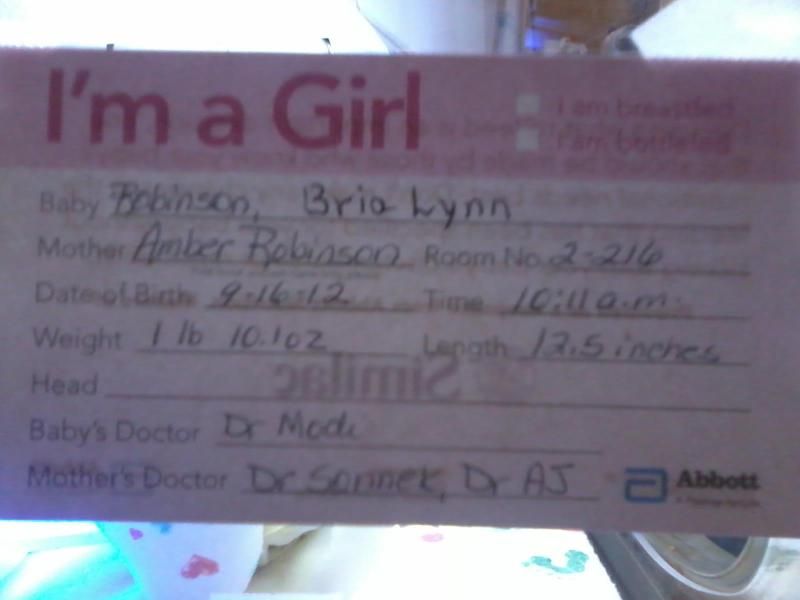 I'm a Girl
I am breastfed
I am bottlefed
Baby Robinson, Bria Lynn
Mother Amber Robinson Room No. 2-216
Date of Birth 9-16-12 Time 10:11 a.m.
Weight 1 lb 10.1oz Length 12.5 inches
Similac
Head
Baby's Doctor Dr Modi
Mother's Doctor Dr Sonnek, Dr AJ
Abbott